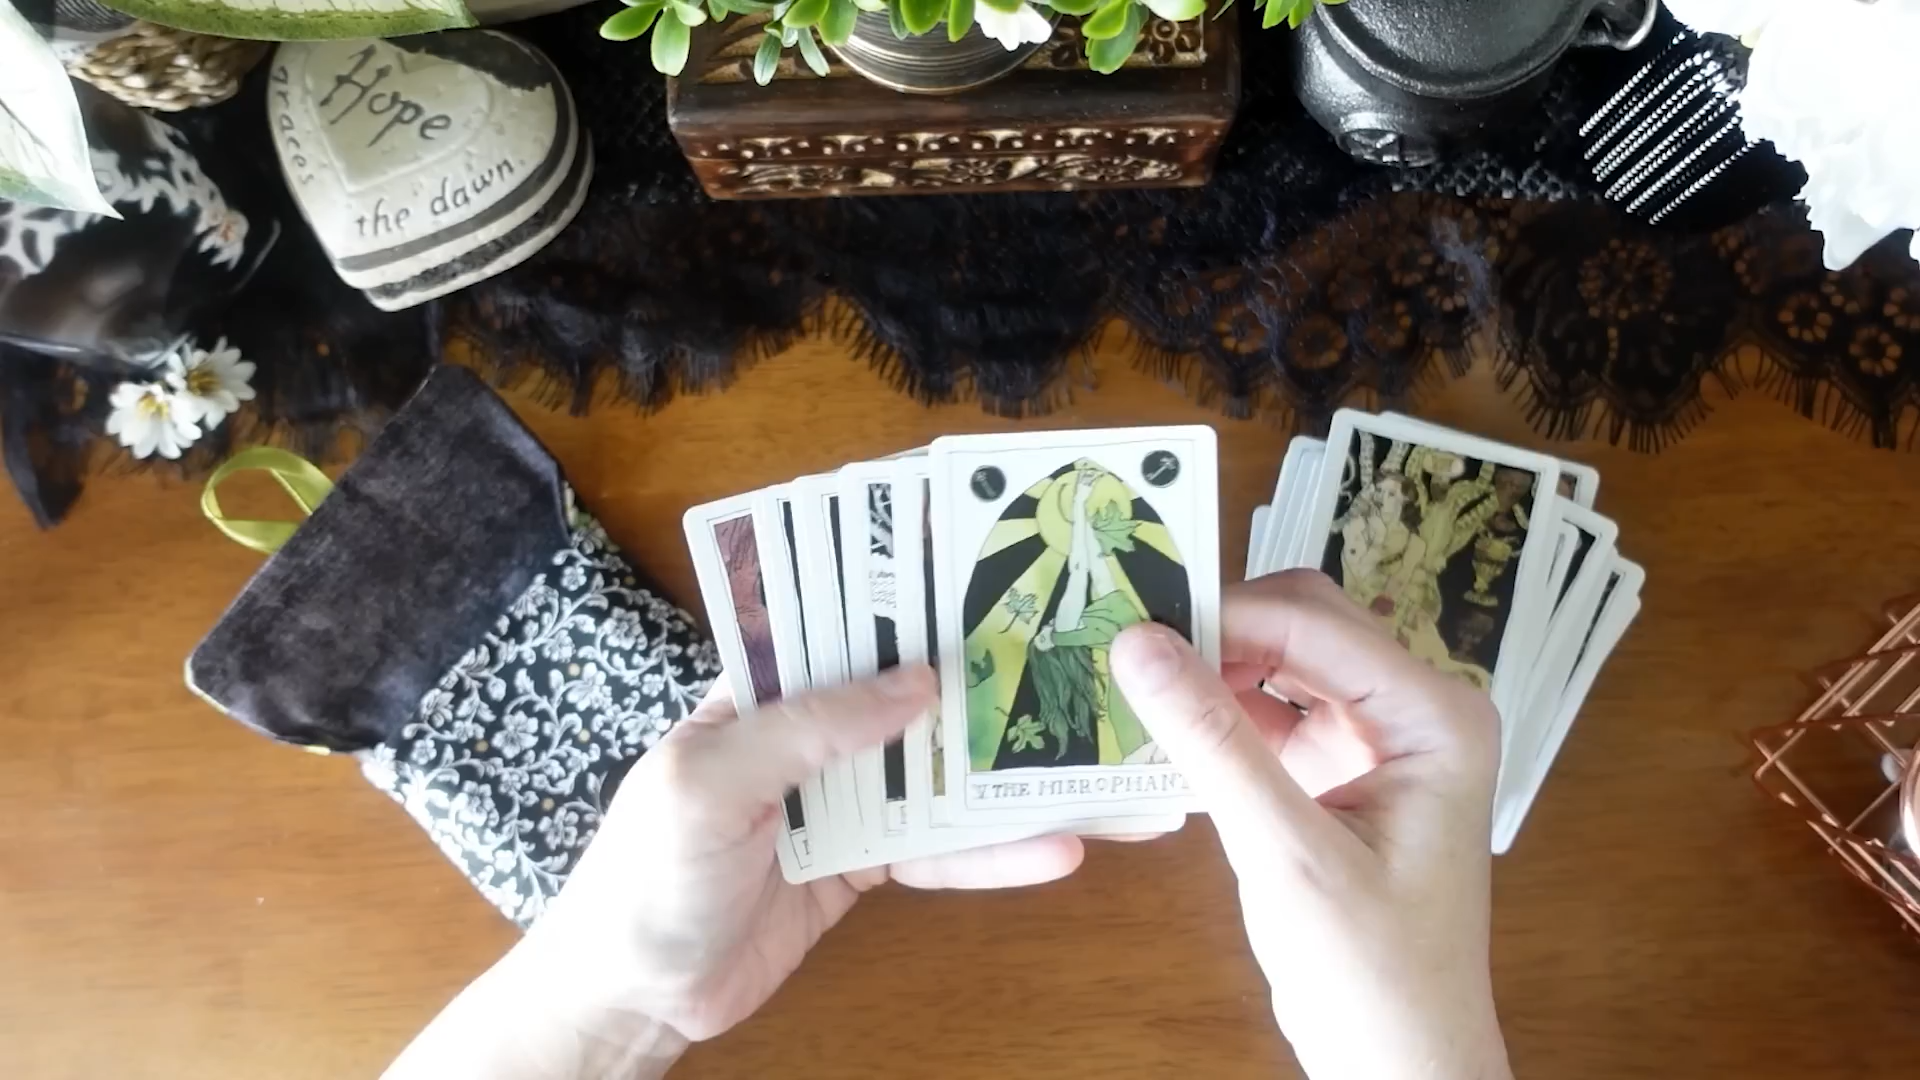 Hope
graces
the dawn.
V THE HIEROPHANT